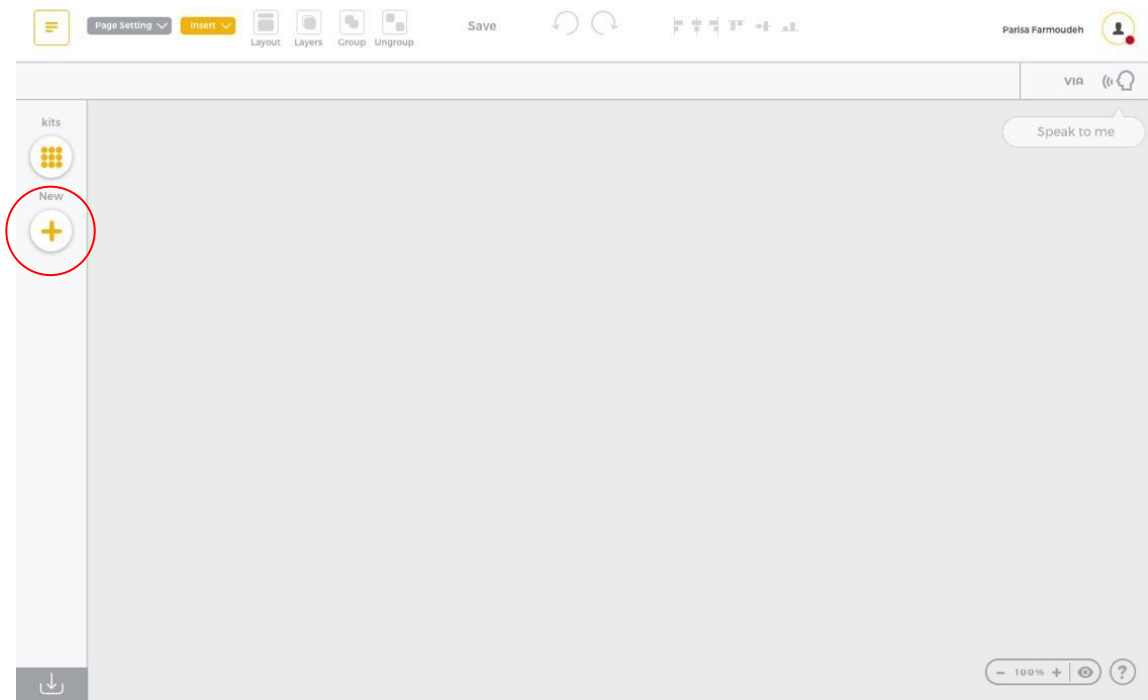 Page Setting
Insert
Layout
Layers
Group
Ungroup
Save
Parisa Farmoudeh
VIA
Speak to me
kits
New
- 100% +
?